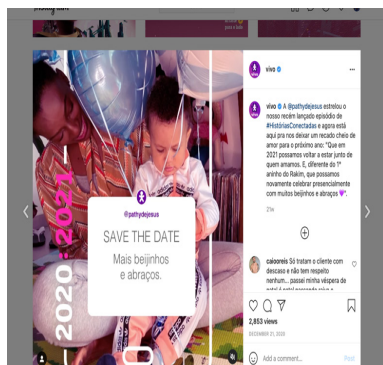 2020:2021
@pathydejesus
SAVE THE DATE
Mais beijinhos
e abraços.
vivo
vivo A @pathydejesus estrelou o
nosso recém lançado episódio de
#HistóriasConectadas e agora está
aqui pra nos deixar um recado cheio de
amor para o próximo ano: "Que em
2021 possamos voltar a estar junto de
quem amamos. E, diferente do 1º
aninho do Rakim, que possamos
novamente celebrar presencialmente
com muitos beijinhos e abraços 💜".
21w
caiooreis Só tratam o cliente com
descaso e não tem respeito
nenhum... passei minha véspera de
2,853 views
DECEMBER 21, 2020
Add a comment...
Post